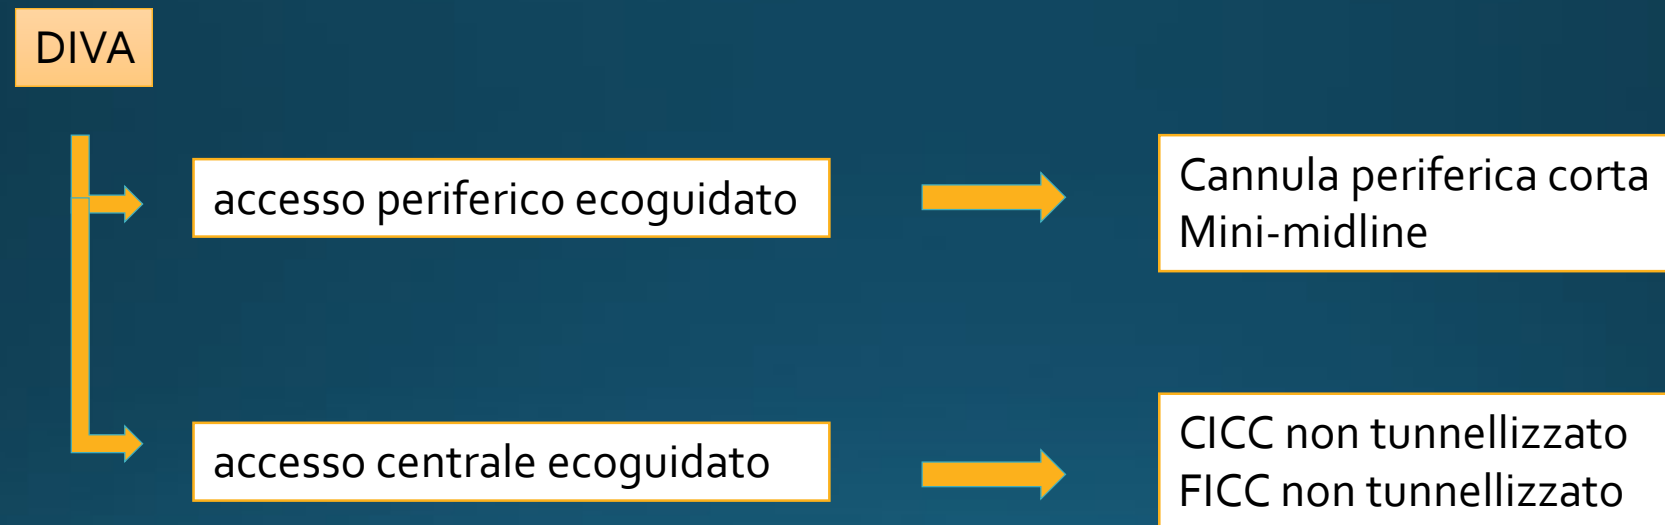 DIVA
accesso periferico ecoguidato
Cannula periferica corta
Mini-midline
accesso centrale ecoguidato
CICC non tunnellizzato
FICC non tunnellizzato